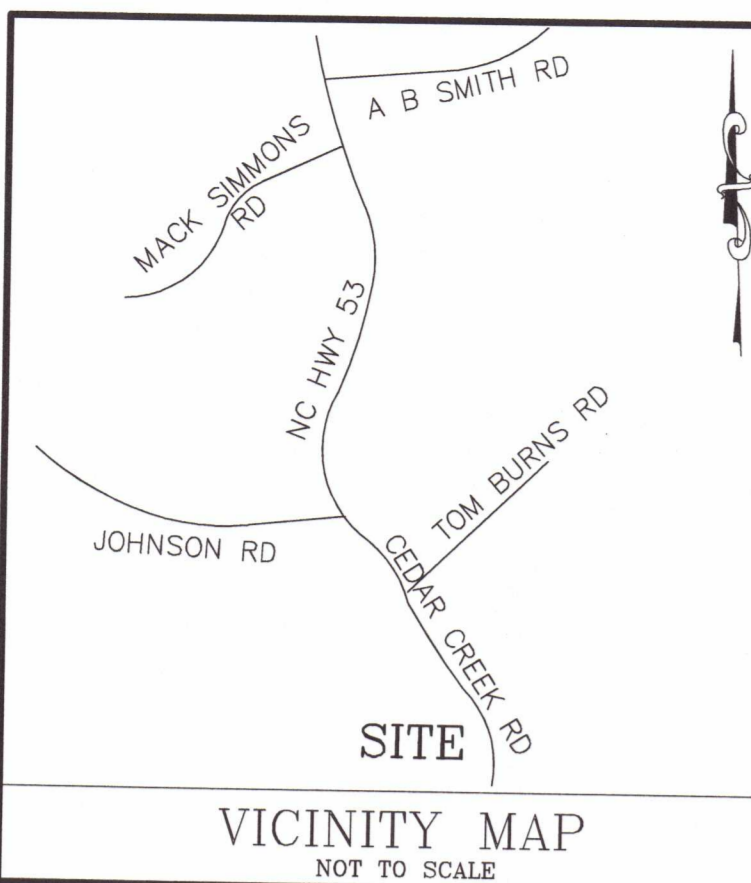 A B SMITH RD
MACK SIMMONS
RD
NC HWY 53
TOM BURNS RD
JOHNSON RD
CEDAR CREEK RD
SITE
VICINITY MAP
NOT TO SCALE